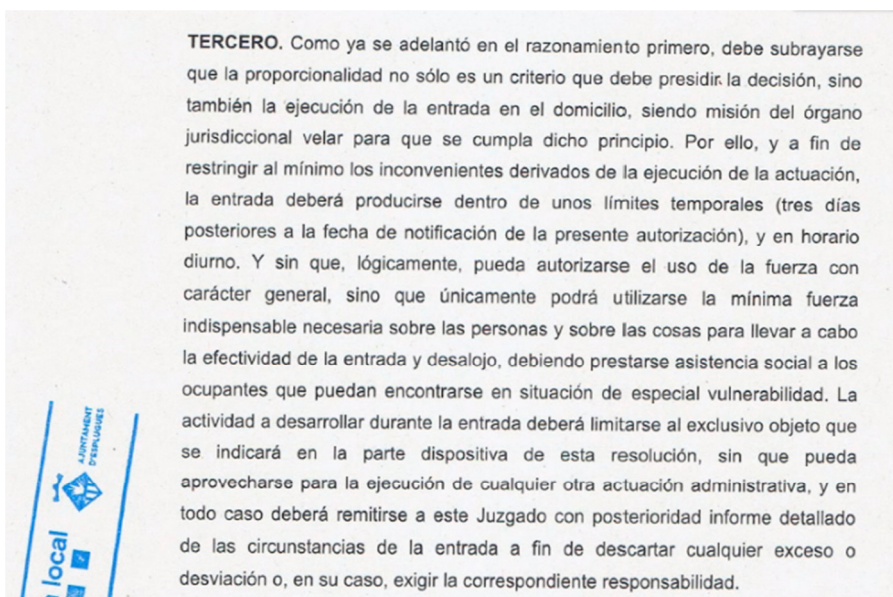 TERCERO. Como ya se adelantó en el razonamiento primero, debe subrayarse
que la proporcionalidad no sólo es un criterio que debe presidir la decisión, sino
también la ejecución de la entrada en el domicilio, siendo misión del órgano
jurisdiccional velar para que se cumpla dicho principio. Por ello, y a fin de
restringir al mínimo los inconvenientes derivados de la ejecución de la actuación,
la entrada deberá producirse dentro de unos límites temporales (tres días
posteriores a la fecha de notificación de la presente autorización), y en horario
diurno. Y sin que, lógicamente, pueda autorizarse el uso de la fuerza con
carácter general, sino que únicamente podrá utilizarse la mínima fuerza
indispensable necesaria sobre las personas y sobre las cosas para llevar a cabo
la efectividad de la entrada y desalojo, debiendo prestarse asistencia social a los
ocupantes que puedan encontrarse en situación de especial vulnerabilidad. La
actividad a desarrollar durante la entrada deberá limitarse al exclusivo objeto que
se indicará en la parte dispositiva de esta resolución, sin que pueda
aprovecharse para la ejecución de cualquier otra actuación administrativa, y en
todo caso deberá remitirse a este Juzgado con posterioridad informe detallado
de las circunstancias de la entrada a fin de descartar cualquier exceso o
desviación o, en su caso, exigir la correspondiente responsabilidad.
AJUNTAMENT
D'ESPLUGUES
local